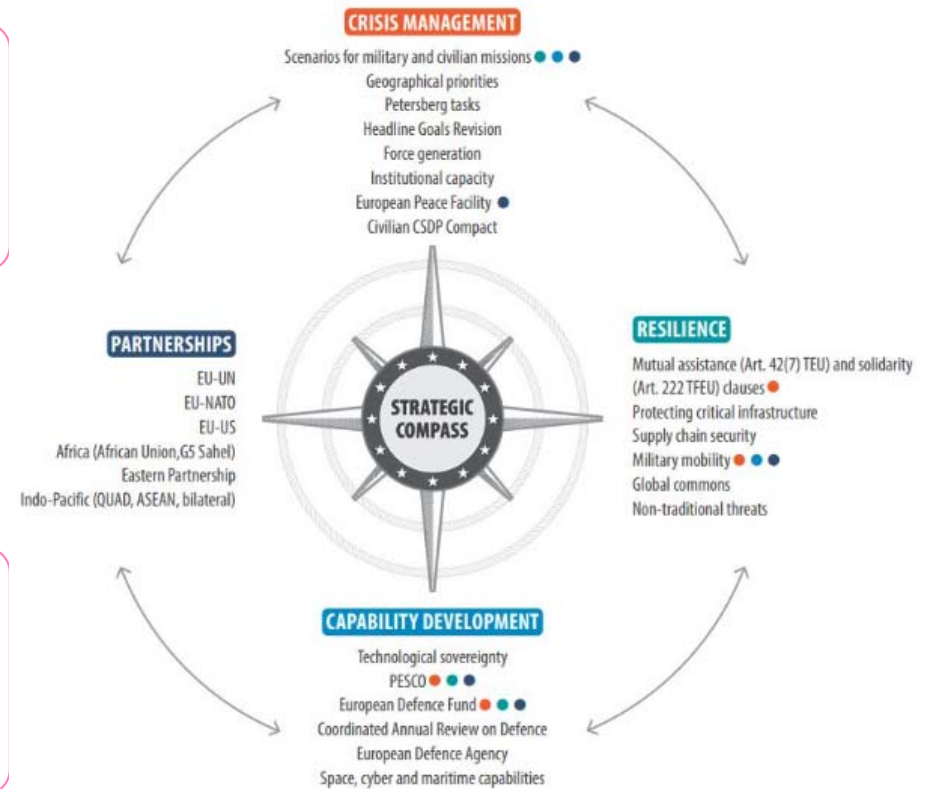 CRISIS MANAGEMENT
Scenarios for military and civilian missions
Geographical priorities
Petersberg tasks
Headline Goals Revision
Force generation
Institutional capacity
European Peace Facility
Civilian CSDP Compact
PARTNERSHIPS
EU-UN
EU-NATO
EU-US
Africa (African Union,G5 Sahel)
Eastern Partnership
Indo-Pacific (QUAD, ASEAN, bilateral)
STRATEGIC
COMPASS
RESILIENCE
Mutual assistance (Art. 42(7) TEU) and solidarity
(Art. 222 TFEU) clauses
Protecting critical infrastructure
Supply chain security
Military mobility
Global commons
Non-traditional threats
CAPABILITY DEVELOPMENT
Technological sovereignty
PESCO
European Defence Fund
Coordinated Annual Review on Defence
European Defence Agency
Space, cyber and maritime capabilities